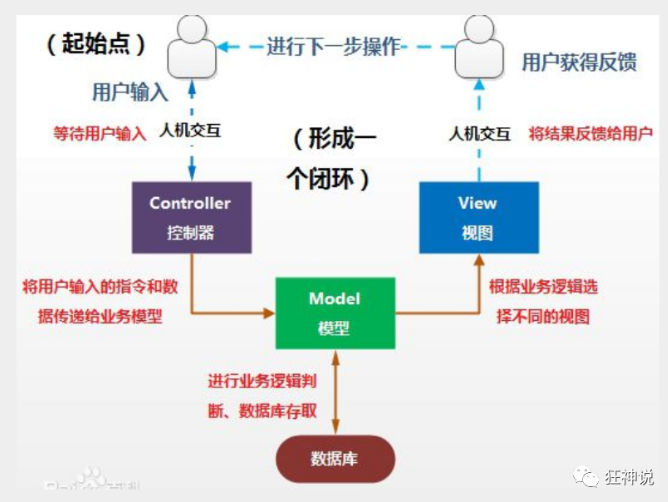 （起始点）
进行下一步操作
用户获得反馈
用户输入
等待用户输入
人机交互
（形成一
个闭环）
人机交互
将结果反馈给用户
Controller
控制器
View
视图
将用户输入的指令和数
据传递给业务模型
Model
模型
根据业务逻辑选
择不同的视图
进行业务逻辑判
断、数据库存取
数据库
狂神说